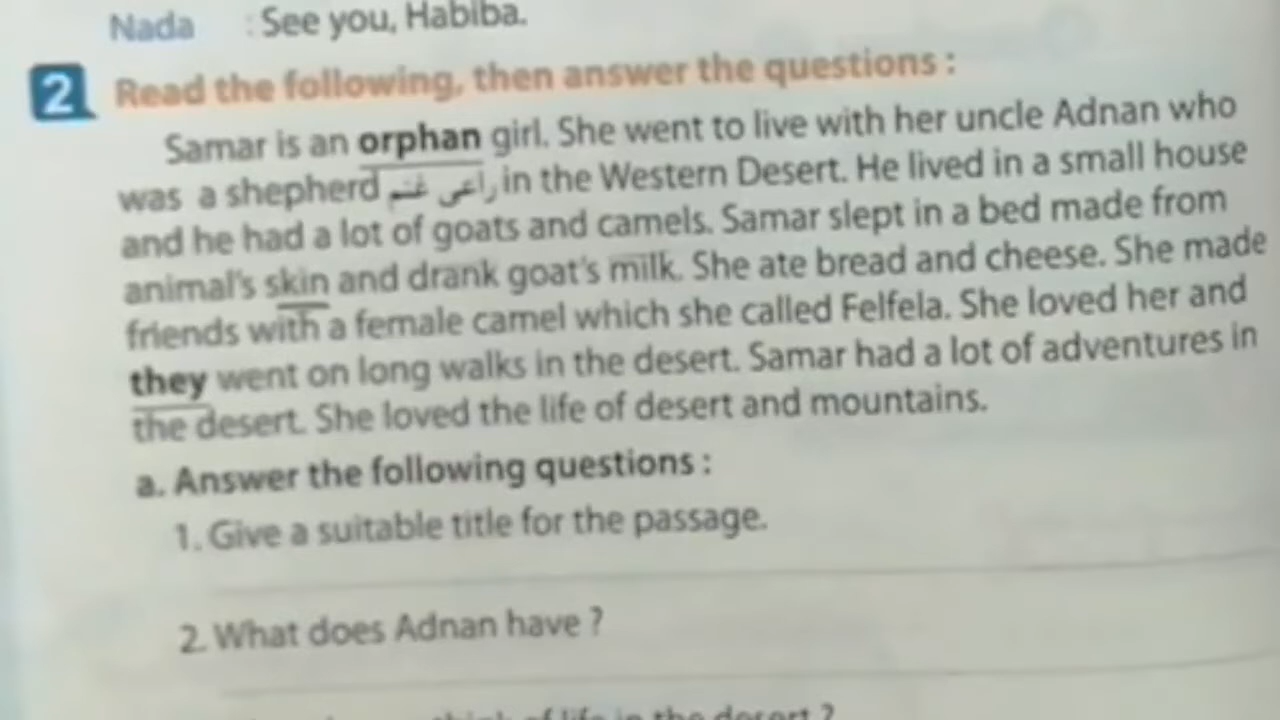 Nada : See you, Habiba.
2 Read the following, then answer the questions :
Samar is an orphan girl. She went to live with her uncle Adnan who
was a shepherd راعى غنم in the Western Desert. He lived in a small house
and he had a lot of goats and camels. Samar slept in a bed made from
animal's skin and drank goat's milk. She ate bread and cheese. She made
friends with a female camel which she called Felfela. She loved her and
they went on long walks in the desert. Samar had a lot of adventures in
the desert. She loved the life of desert and mountains.
a. Answer the following questions :
1. Give a suitable title for the passage.
2. What does Adnan have ?
think of life in the desert ?